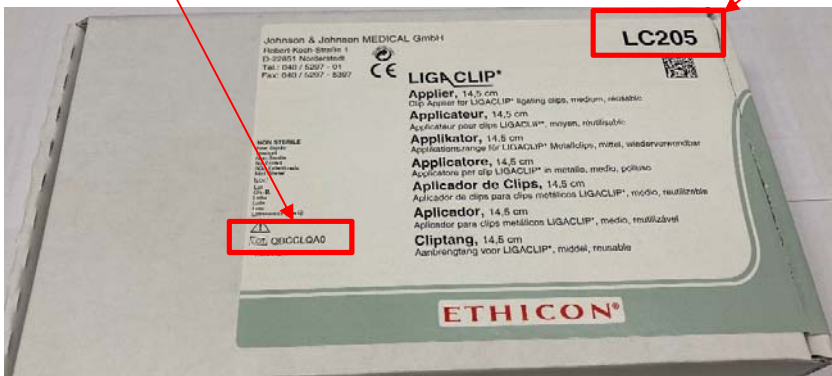 Johnson & Johnson MEDICAL GmbH
Robert-Koch-Straße 1
D-22851 Norderstedt
Tel.: 040 / 5297 - 01
Fax: 040 / 5297 -
CE
LC205
LIGACLIP*
Applier, 14,5 cm
Clip Applier for LIGACLIP* ligating clips, medium, reusable
Applicateur, 14,5 cm
Applicateur pour clips LIGACLIP*, moyen, réutilisable
Applikator, 14,5 cm
Applikationszange für LIGACLIP* Metallclips, mittel, wiederverwendbar
Applicatore, 14,5 cm
Applicatore per clip LIGACLIP* in metallo, medio,
Aplicador de Clips, 14,5 cm
Aplicador de clips para clips metálicos LIGACLIP*, medio, reutilizable
Aplicador, 14,5 cm
Aplicador para clips metálicos LIGACLIP*, medio, reutilizável
Cliptang, 14,5 cm
Aanbrengtang voor LIGACLIP*, middel, reusable
NON STERILE
LOT QBCCLQA0
ETHICON*